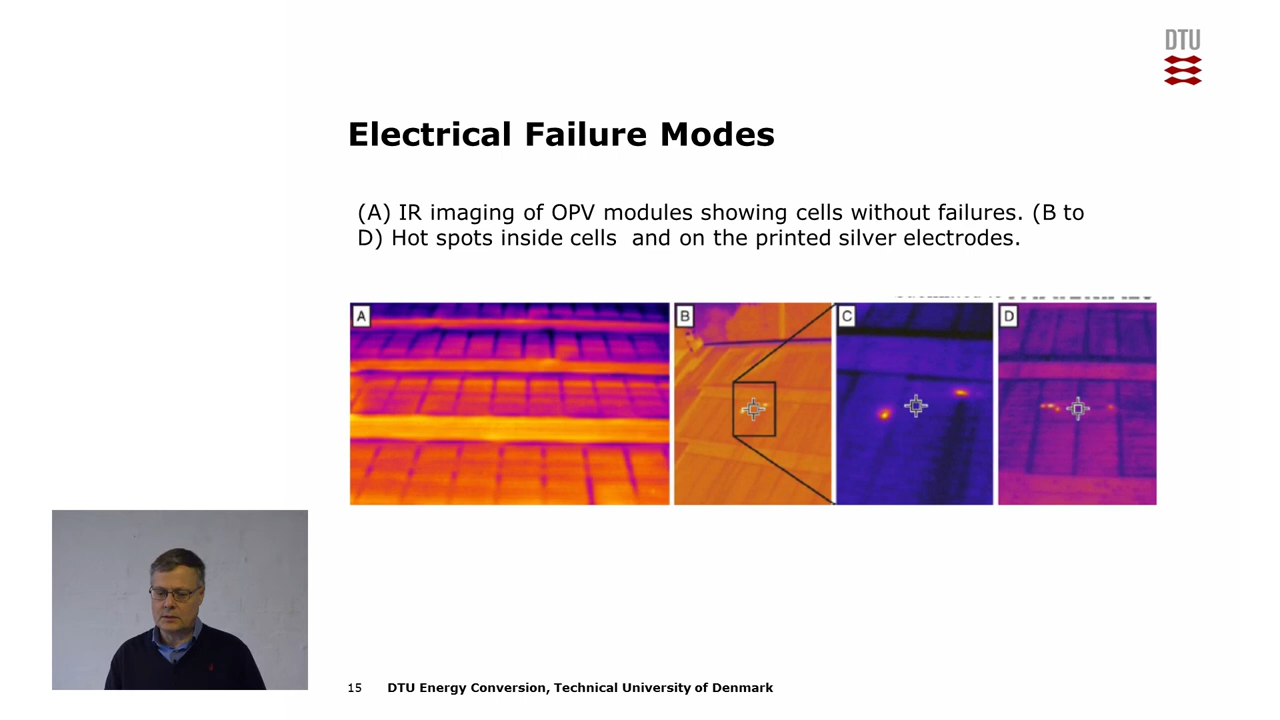 DTU
Electrical Failure Modes
(A) IR imaging of OPV modules showing cells without failures. (B to
D) Hot spots inside cells and on the printed silver electrodes.
A
B
C
D
15 DTU Energy Conversion, Technical University of Denmark